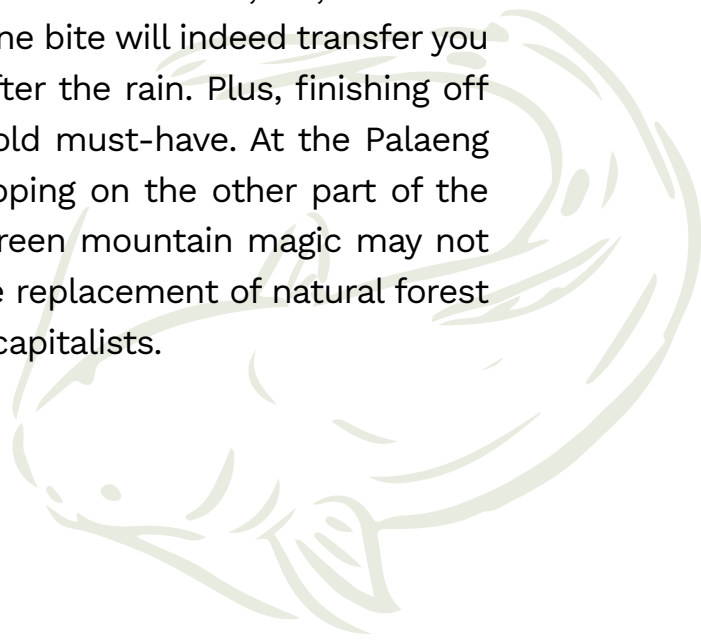 ne bite will indeed transfer you
fter the rain. Plus, finishing off
old must-have. At the Palaeng
pping on the other part of the
reen mountain magic may not
e replacement of natural forest
capitalists.